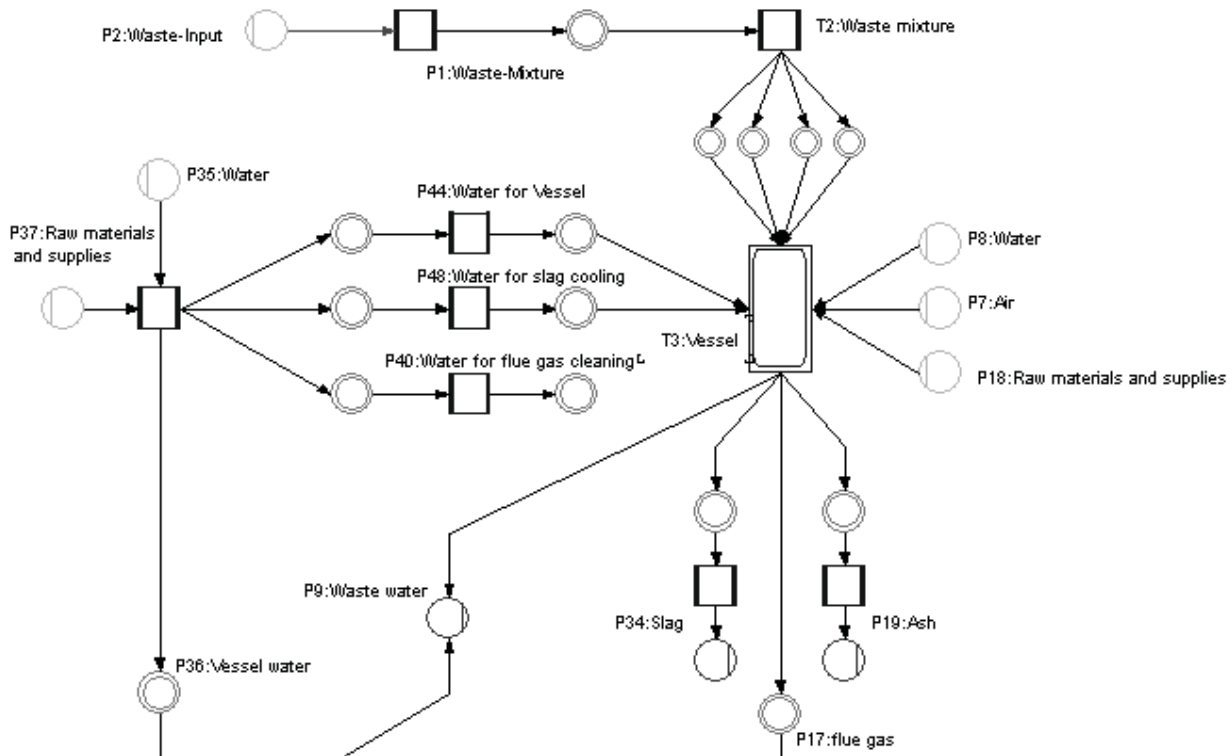 P2:Waste-Input
T2:Waste mixture
P1:Waste-Mixture
P35:Water
P44:Water for Vessel
P37:Raw materials
and supplies
P8:Water
P48:Water for slag cooling
P7:Air
T3:Vessel
P40:Water for flue gas cleaning
P18:Raw materials and supplies
P9:Waste water
P34:Slag
P19:Ash
P36:Vessel water
P17:flue gas